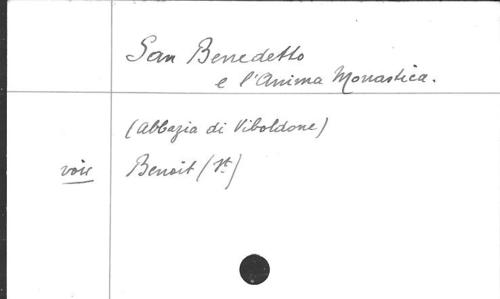 San Benedetto
e l'Anima Monastica.
(Abbazia di Viboldone)
voir Benoit (St)